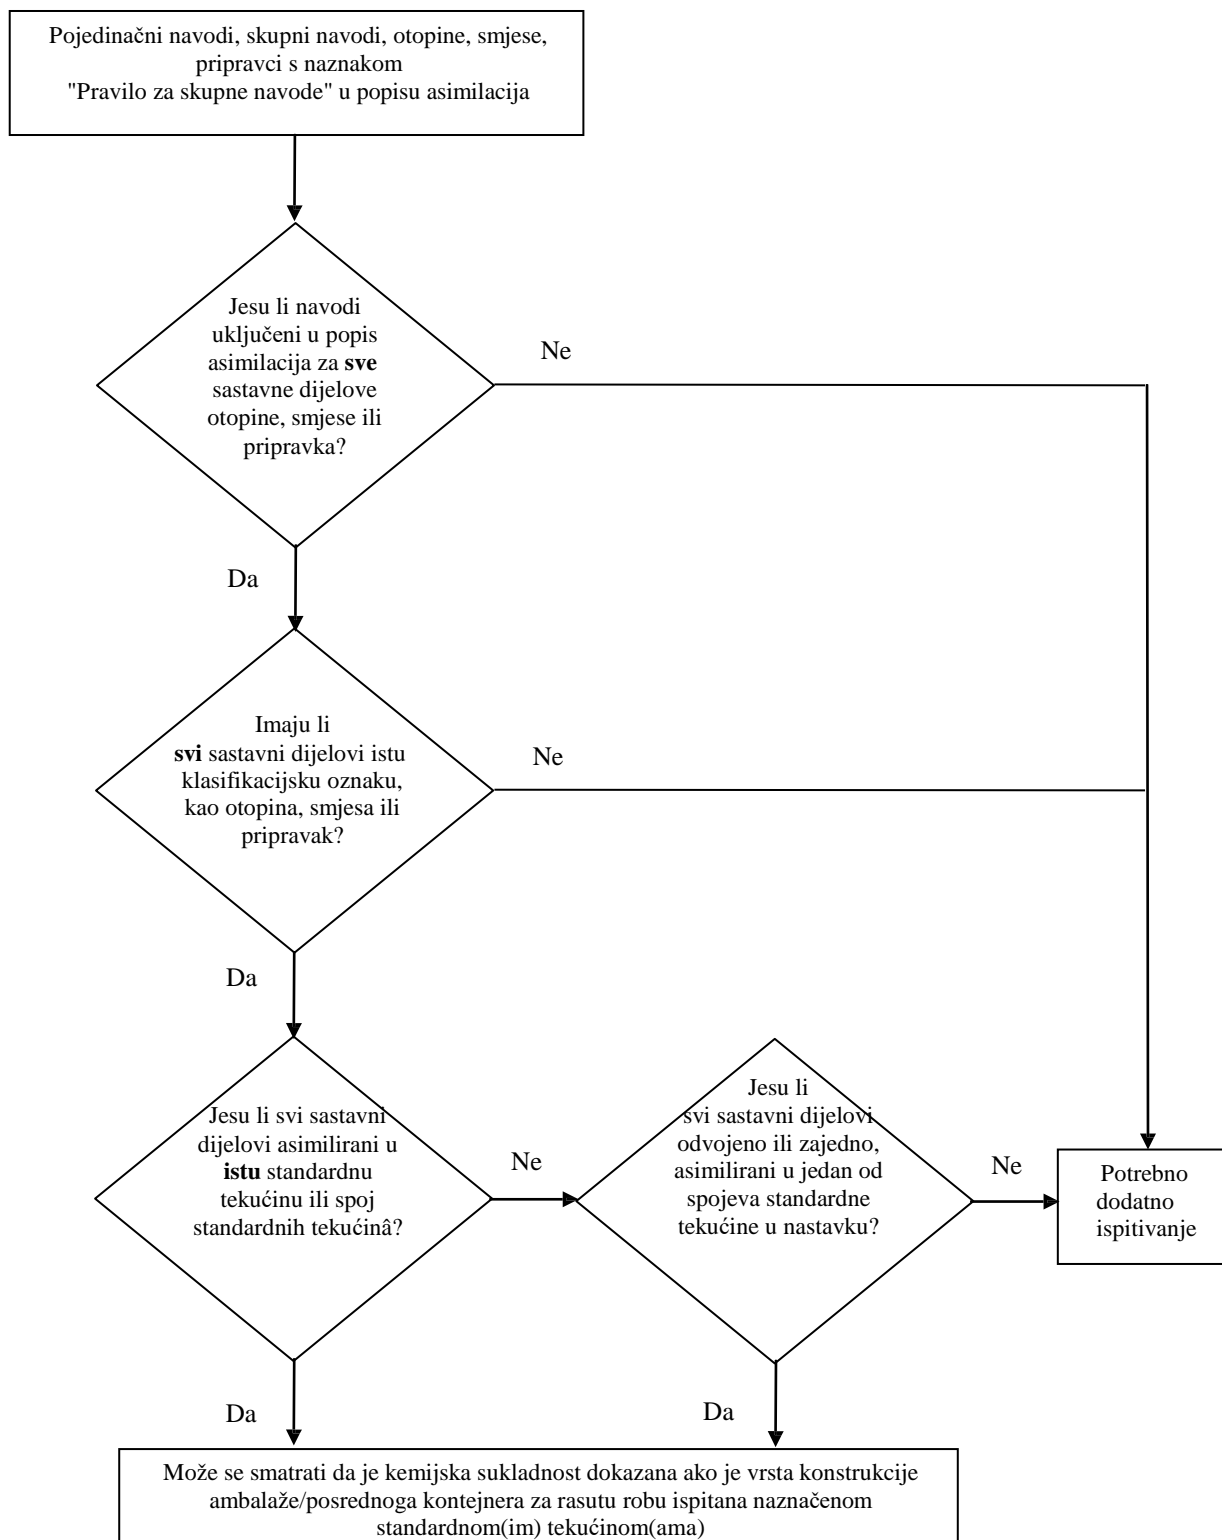 Pojedinačni navodi, skupni navodi, otopine, smjese,
pripravci s naznakom
"Pravilo za skupne navode" u popisu asimilacija
Jesu li navodi
uključeni u popis
asimilacija za sve
sastavne dijelove
otopine, smjese ili
pripravka?
Ne
Da
Imaju li
svi sastavni dijelovi istu
klasifikacijsku oznaku,
kao otopina, smjesa ili
pripravak?
Ne
Da
Jesu li svi sastavni
dijelovi asimilirani u
istu standardnu
tekućinu ili spoj
standardnih tekućinâ?
Ne
Jesu li
svi sastavni dijelovi
odvojeno ili zajedno,
asimilirani u jedan od
spojeva standardne
tekućine u nastavku?
Ne
Potrebno
dodatno
ispitivanje
Da
Da
Može se smatrati da je kemijska sukladnost dokazana ako je vrsta konstrukcije
ambalaže/posrednoga kontejnera za rasutu robu ispitana naznačenom
standardnom(im) tekućinom(ama)